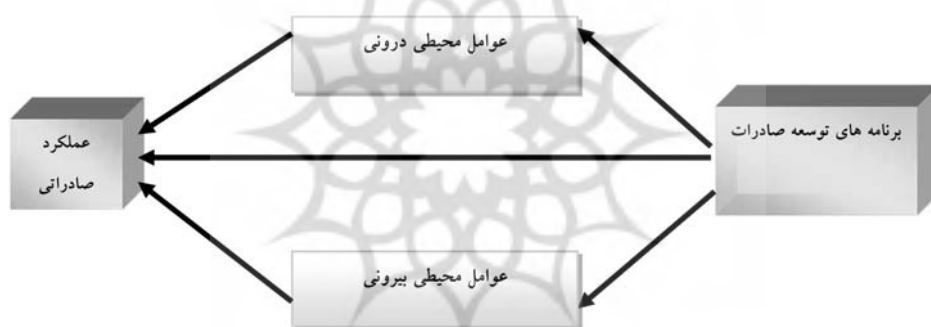 عوامل محیطی درونی
برنامه های توسعه صادرات
عملکرد
صادراتی
عوامل محیطی بیرونی